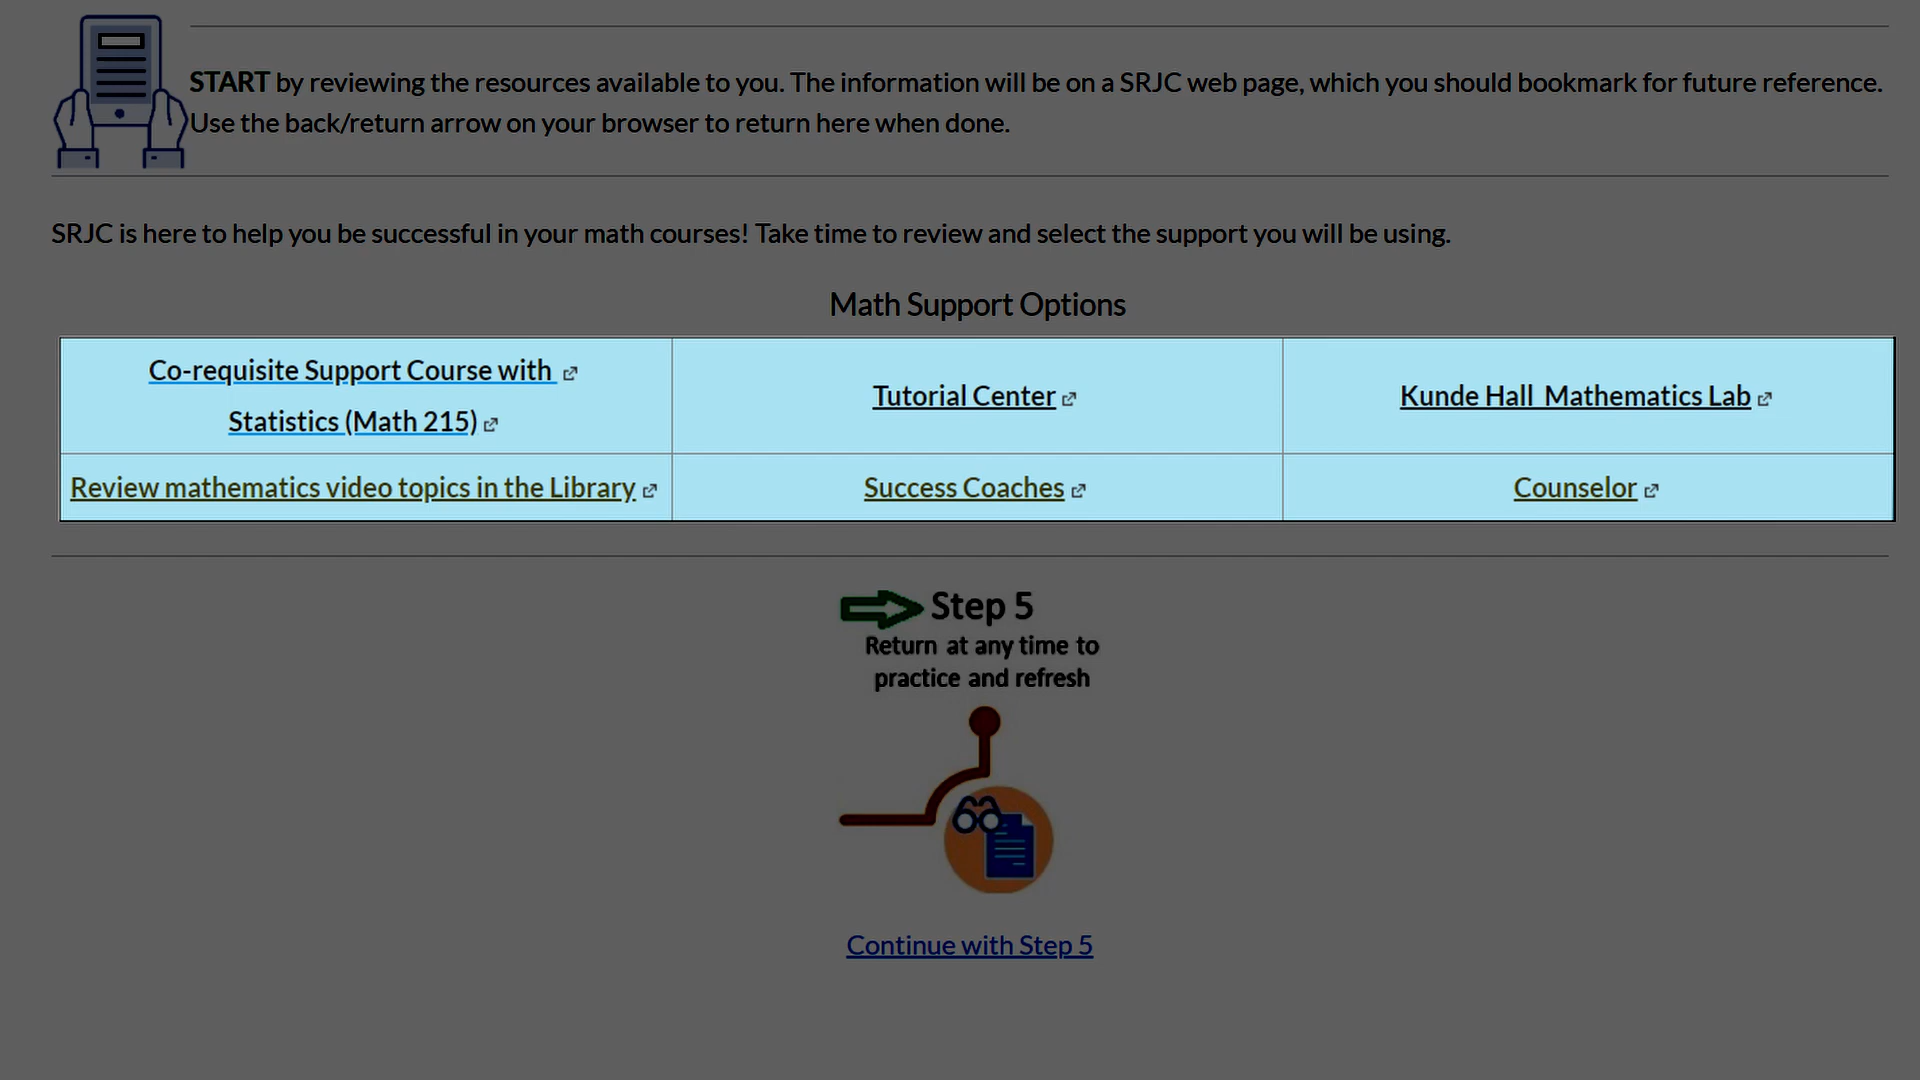 START by reviewing the resources available to you. The information will be on a SRJC web page, which you should bookmark for future reference.
Use the back/return arrow on your browser to return here when done.
SRJC is here to help you be successful in your math courses! Take time to review and select the support you will be using.
Math Support Options
Co-requisite Support Course with
Statistics (Math 215)
Tutorial Center
Kunde Hall Mathematics Lab
Review mathematics video topics in the Library
Success Coaches
Counselor
Step 5
Return at any time to
practice and refresh
Continue with Step 5